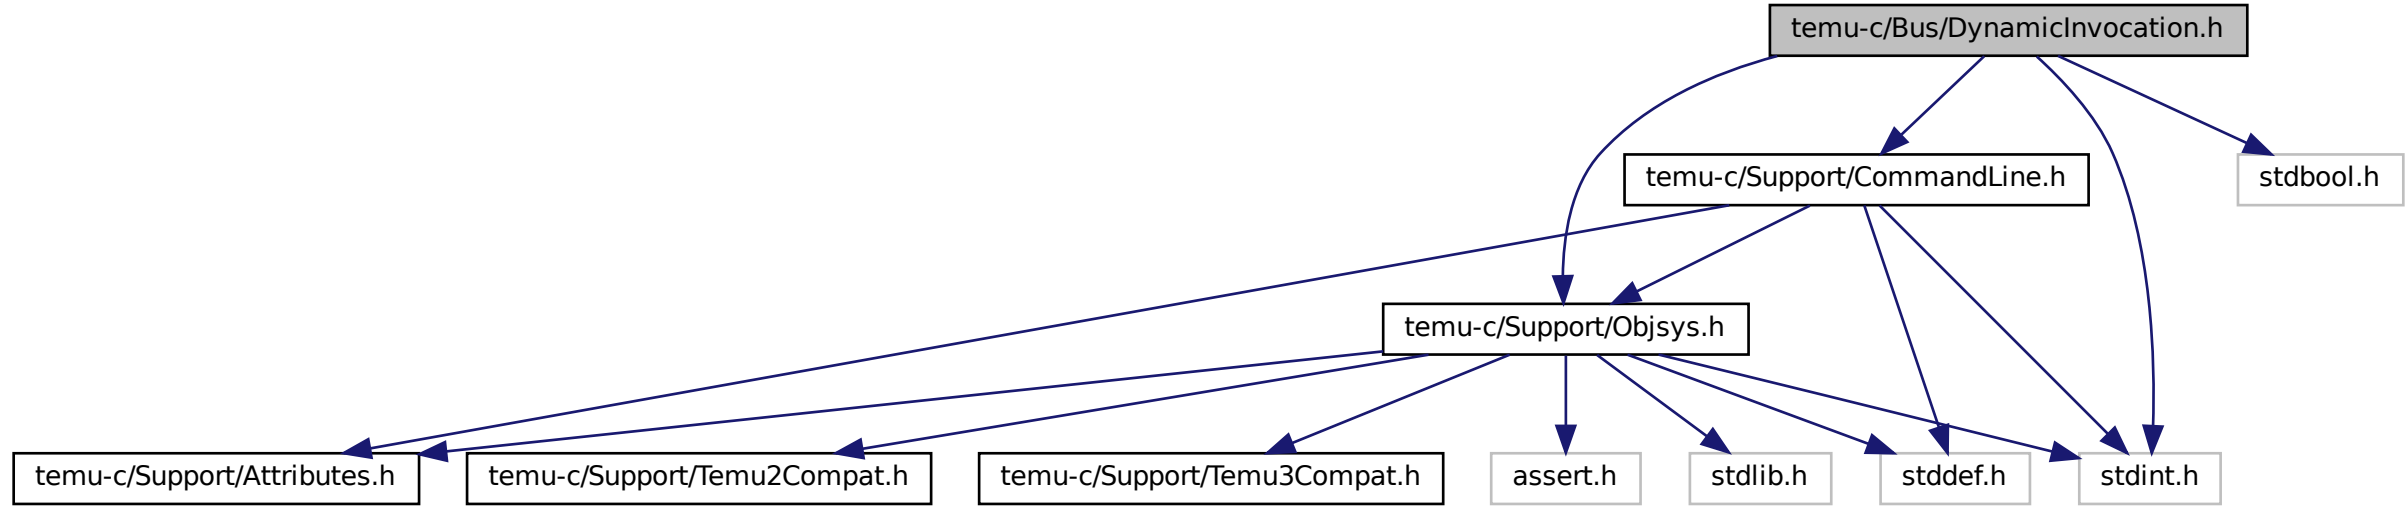 temu-c/Bus/DynamicInvocation.h
temu-c/Support/CommandLine.h
stdbool.h
temu-c/Support/Objsys.h
temu-c/Support/Attributes.h
temu-c/Support/Temu2Compat.h
temu-c/Support/Temu3Compat.h
assert.h
stdlib.h
stddef.h
stdint.h